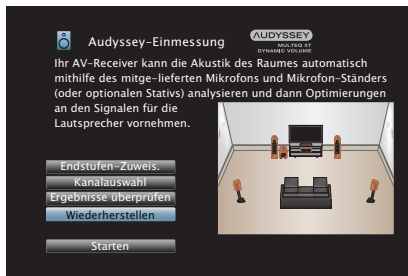 Audyssey-Einmessung
AUDYSSEY
MULTEQ XT
DYNAMIC VOLUME
Ihr AV-Receiver kann die Akustik des Raumes automatisch
mithilfe des mitge-lieferten Mikrofons und Mikrofon-Ständers
(oder optionalen Stativs) analysieren und dann Optimierungen
an den Signalen für die
Lautsprecher vornehmen.
Endstufen-Zuweis.
Kanalauswahl
Ergebnisse überprüfen
Wiederherstellen
Starten